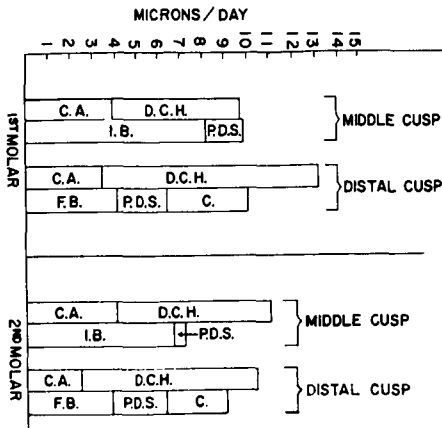 MICRONS/DAY
1 2 3 4 5 6 7 8 9 10 11 12 13 14 15
1ST MOLAR
C.A. D.C.H.
I.B. P.D.S.
MIDDLE CUSP
C.A. D.C.H.
F.B. P.D.S. C.
DISTAL CUSP
2ND MOLAR
C.A. D.C.H.
I.B. P.D.S.
MIDDLE CUSP
C.A. D.C.H.
F.B. P.D.S. C.
DISTAL CUSP